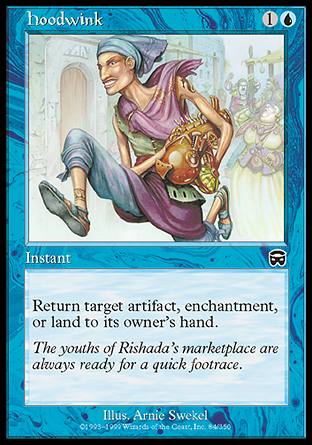 Hoodwink 1
Instant
Return target artifact, enchantment,
or land to its owner's hand.
The youths of Rishada's marketplace are
always ready for a quick footrace.
Illus. Arnie Swekel
©1993-1999 Wizards of the Coast, Inc. 84/350